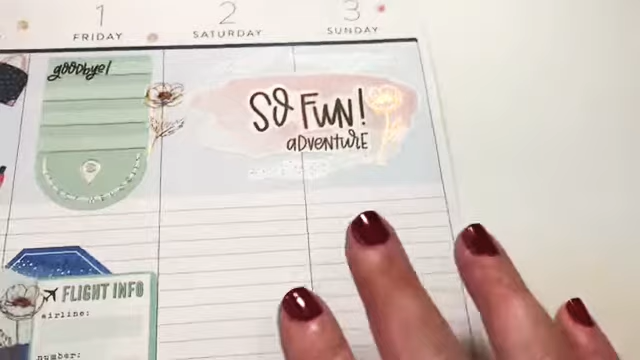 1 2 3
FRIDAY SATURDAY SUNDAY
goodbye!
SO FUN!
ADVENTURE
FLIGHT INFO
airline:
number: